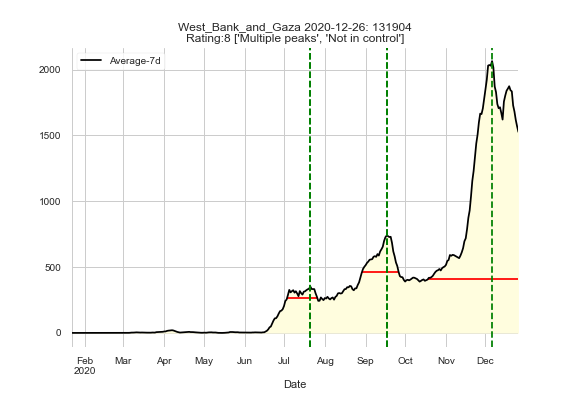 West_Bank_and_Gaza 2020-12-26: 131904
Rating:8 ['Multiple peaks', 'Not in control']
Average-7d
2000
1500
1000
500
0
Feb Mar Apr May Jun Jul Aug Sep Oct Nov Dec
2020
Date